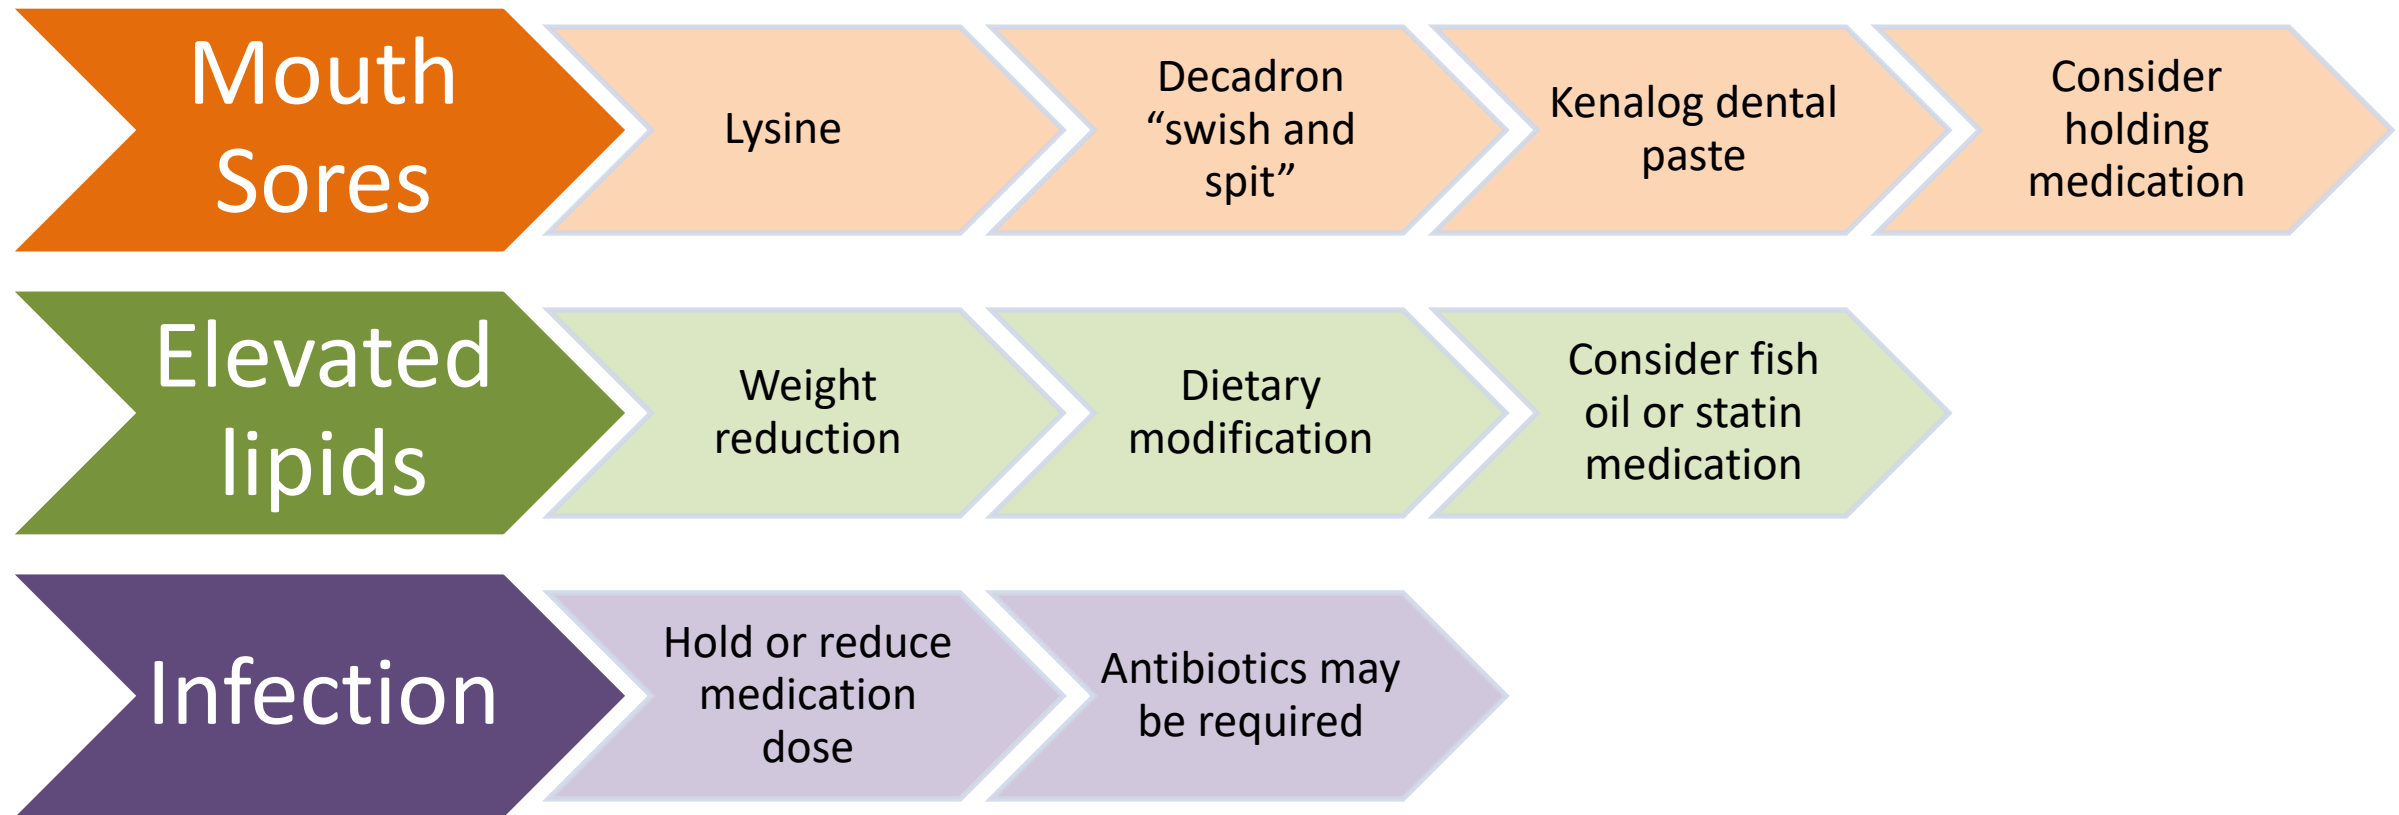 Mouth
Sores
Lysine
Decadron
“swish and
spit”
Kenalog dental
paste
Consider
holding
medication
Elevated
lipids
Weight
reduction
Dietary
modification
Consider fish
oil or statin
medication
Infection
Hold or reduce
medication
dose
Antibiotics may
be required